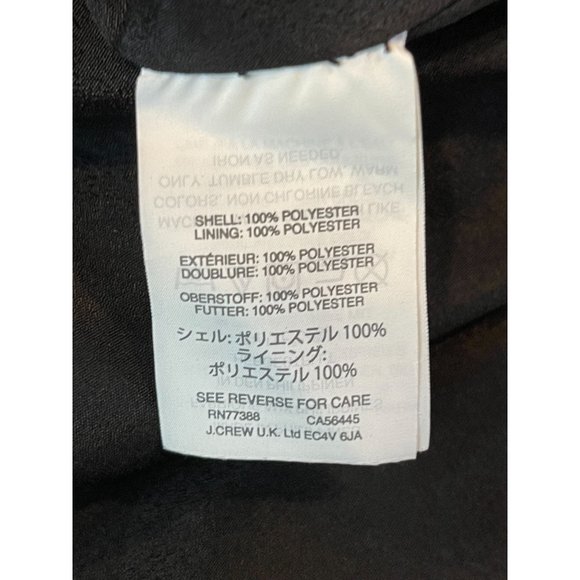 SHELL: 100% POLYESTER
LINING: 100% POLYESTER
EXTÉRIEUR: 100% POLYESTER
DOUBLURE: 100% POLYESTER
OBERSTOFF: 100% POLYESTER
FUTTER: 100% POLYESTER
シェル: ポリエステル 100%
ライニング:
ポリエステル 100%
SEE REVERSE FOR CARE
RN77388 CA56445
J.CREW U.K. Ltd EC4V 6JA